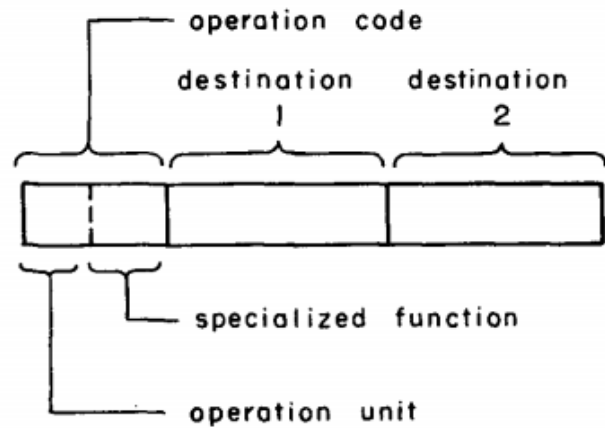 operation code
destination destination
1 2
specialized function
operation unit